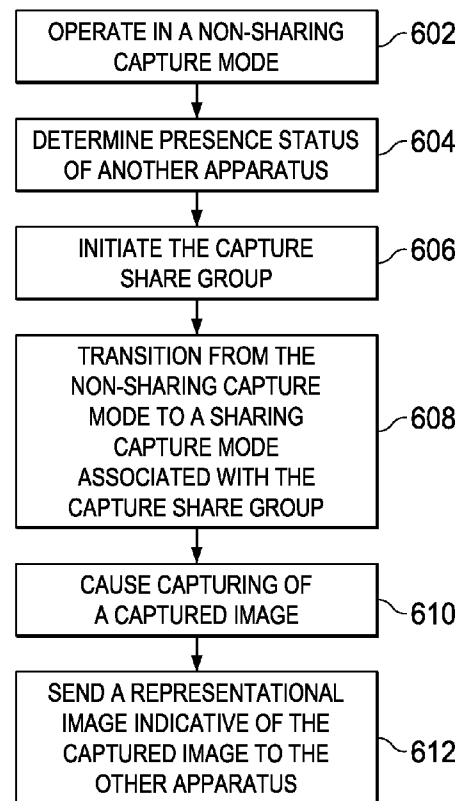 OPERATE IN A NON-SHARING
CAPTURE MODE
602
DETERMINE PRESENCE STATUS
OF ANOTHER APPARATUS
604
INITIATE THE CAPTURE
SHARE GROUP
606
TRANSITION FROM THE
NON-SHARING CAPTURE
MODE TO A SHARING
CAPTURE MODE
ASSOCIATED WITH THE
CAPTURE SHARE GROUP
608
CAUSE CAPTURING OF
A CAPTURED IMAGE
610
SEND A REPRESENTATIONAL
IMAGE INDICATIVE OF THE
CAPTURED IMAGE TO THE
OTHER APPARATUS
612